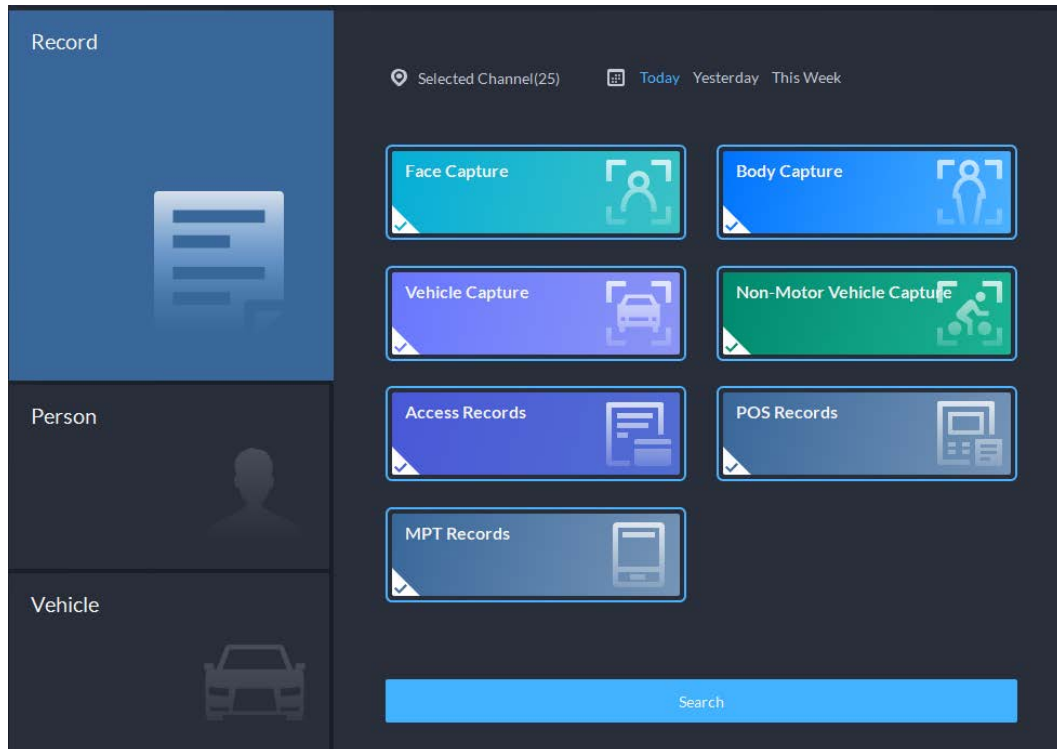 Record
Selected Channel(25)
Today Yesterday This Week
Face Capture
Body Capture
Vehicle Capture
Non-Motor Vehicle Capture
Person
Access Records
POS Records
MPT Records
Vehicle
Search